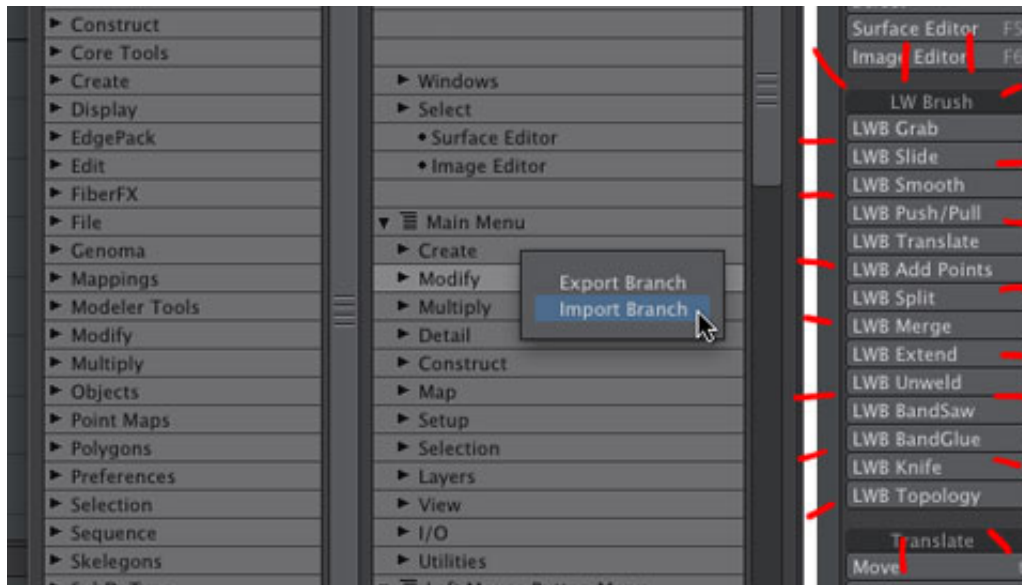 Construct
Core Tools
Create
Display
EdgePack
Edit
FiberFX
File
Genoma
Mappings
Modeler Tools
Modify
Multiply
Objects
Point Maps
Polygons
Preferences
Selection
Sequence
Skelegons
Windows
Select
Surface Editor
Image Editor
Main Menu
Create
Modify
Multiply
Detail
Construct
Map
Setup
Selection
Layers
View
I/O
Utilities
Export Branch
Import Branch
Surface Editor F5
Image Editor F6
LW Brush
LWB Grab
LWB Slide
LWB Smooth
LWB Push/Pull
LWB Translate
LWB Add Points
LWB Split
LWB Merge
LWB Extend
LWB Unweld
LWB BandSaw
LWB BandGlue
LWB Knife
LWB Topology
Translate
Move